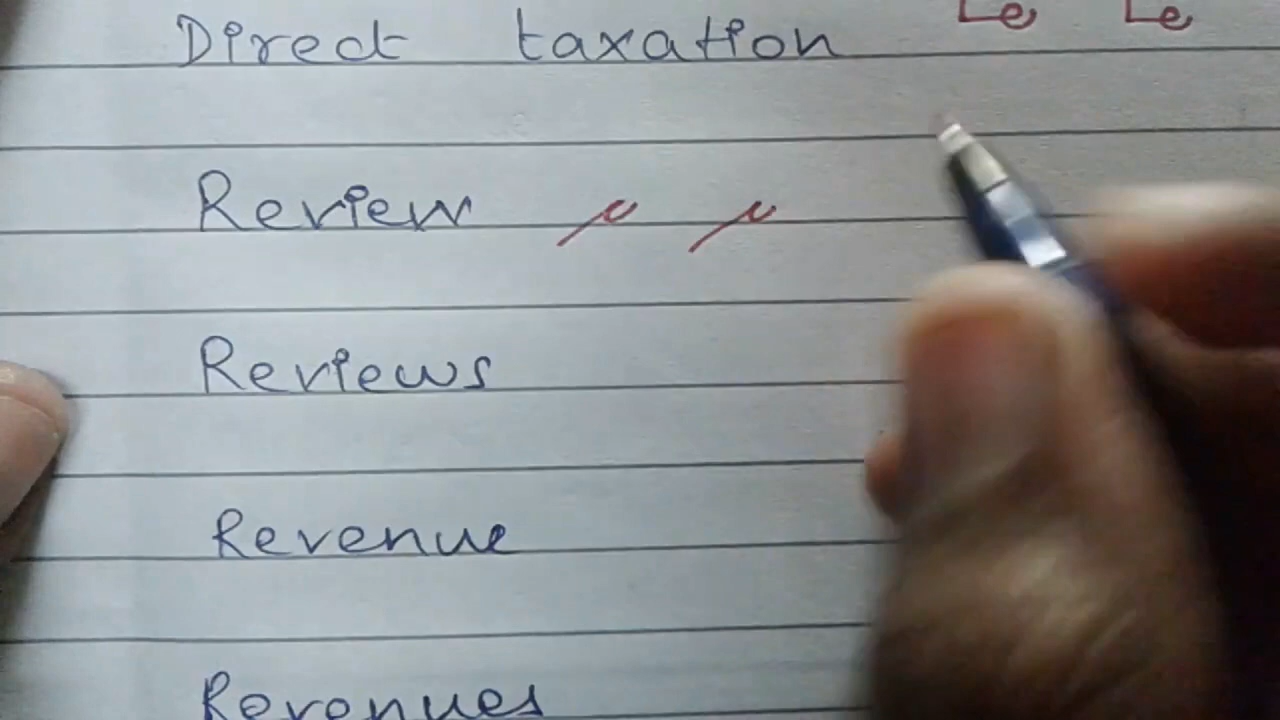 Direct taxation
Review
Reviews
Revenue
Revenues